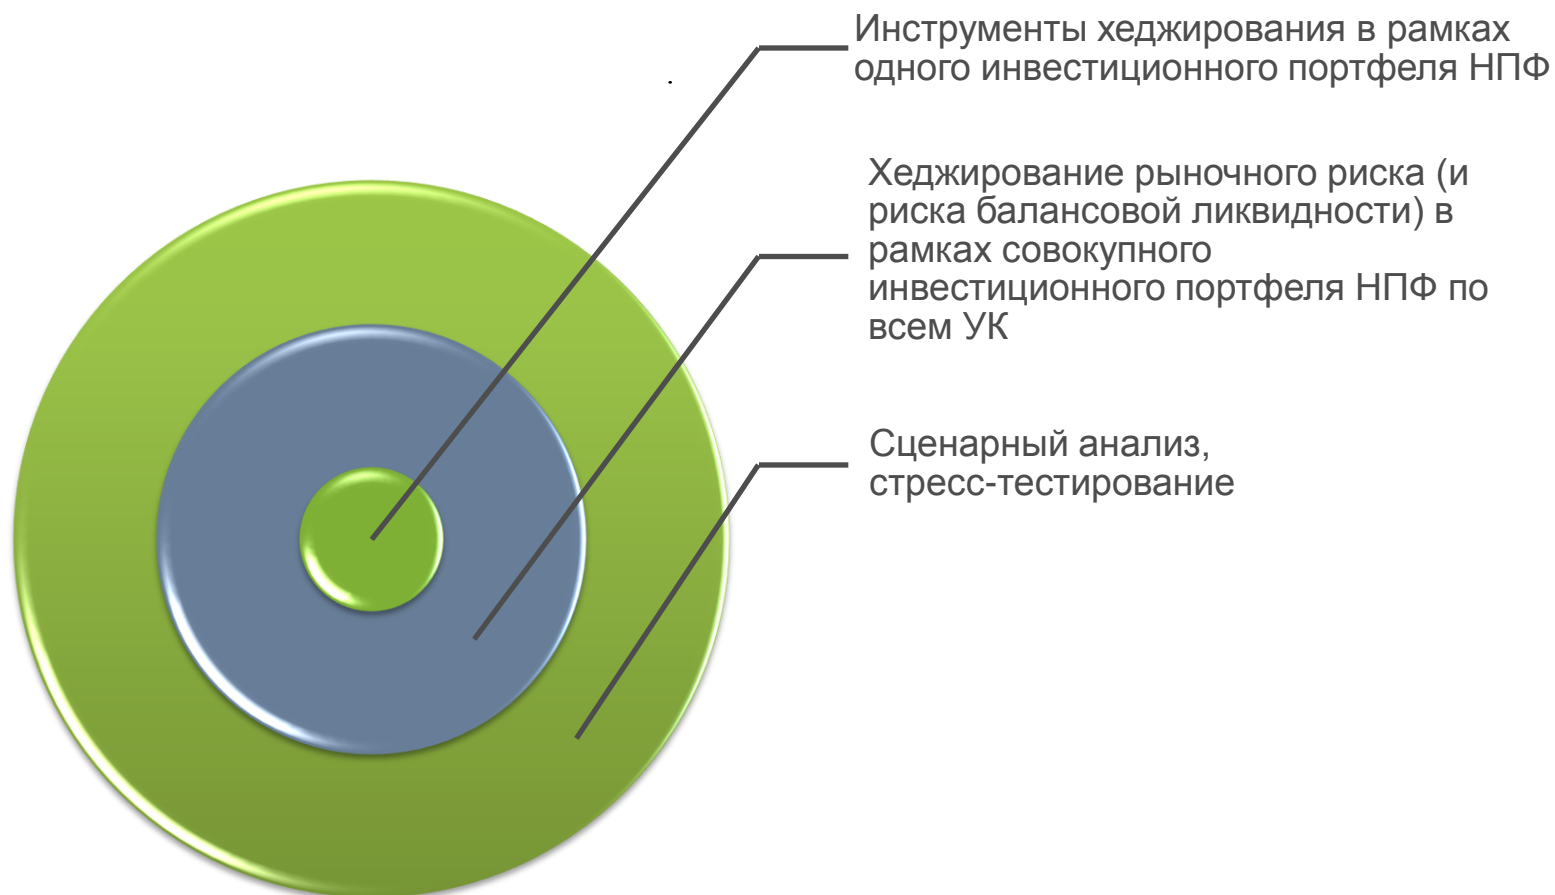 Инструменты хеджирования в рамках
одного инвестиционного портфеля НПФ
Хеджирование рыночного риска (и
риска балансовой ликвидности) в
рамках совокупного
инвестиционного портфеля НПФ по
всем УК
Сценарный анализ,
стресс-тестирование